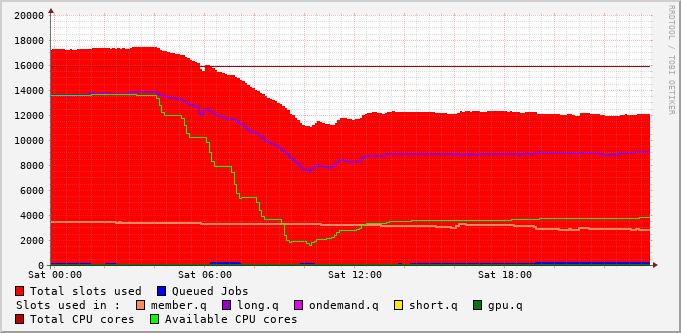 RRDTOOL / TOBI OETIKER
20000
18000
16000
14000
12000
10000
8000
6000
4000
2000
0
Sat 00:00 Sat 06:00 Sat 12:00 Sat 18:00
Total slots used Queued Jobs
Slots used in : member.q long.q ondemand.q short.q gpu.q
Total CPU cores Available CPU cores